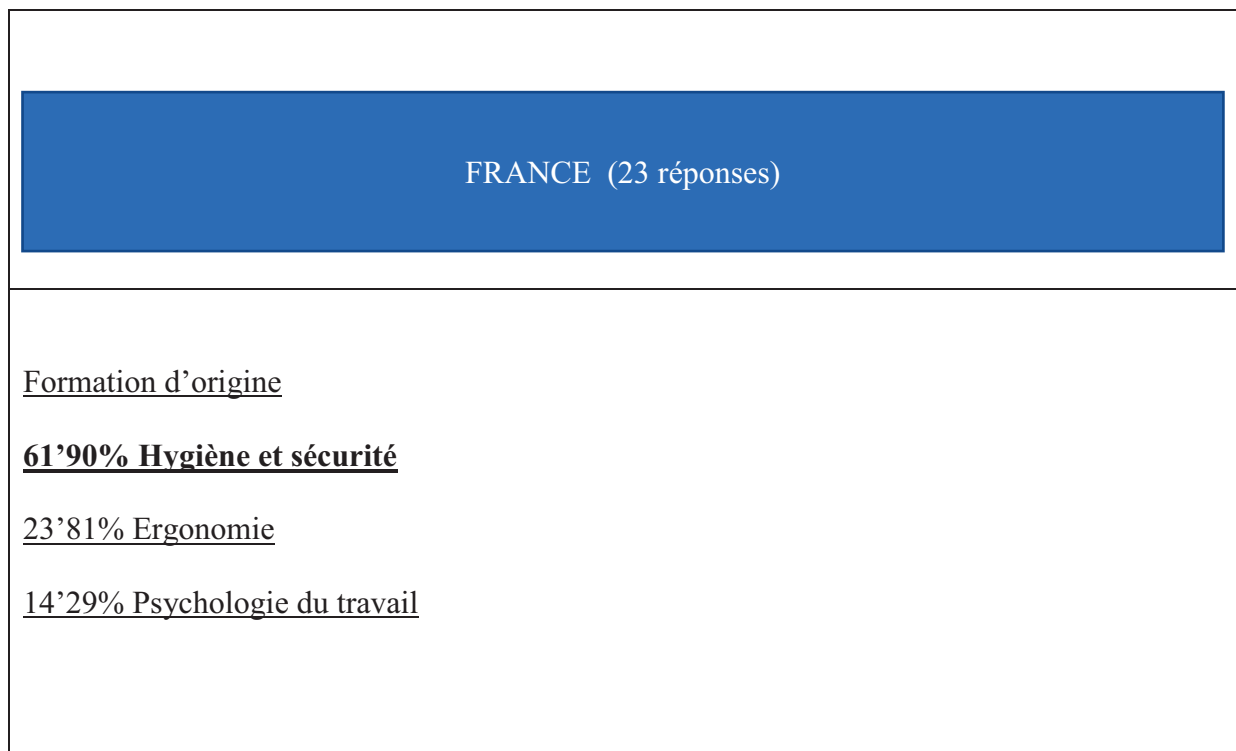 FRANCE (23 réponses)
Formation d’origine
61’90% Hygiène et sécurité
23’81% Ergonomie
14’29% Psychologie du travail